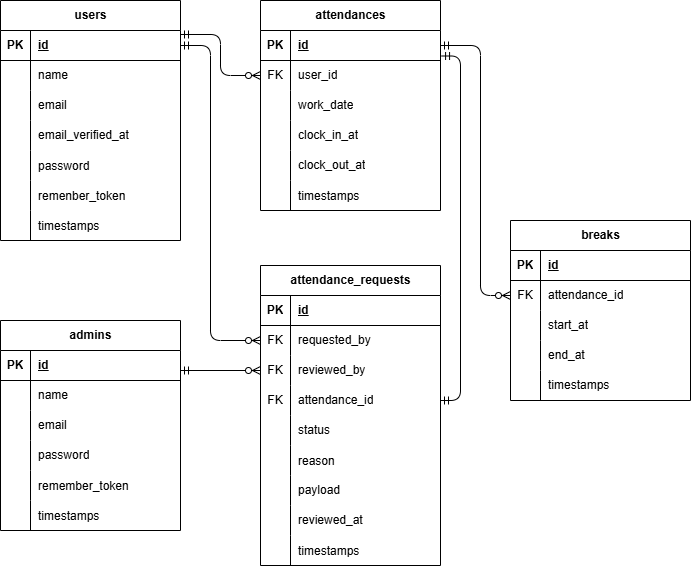 users
PK id
name
email
email_verified_at
password
remenber_token
timestamps
attendances
PK id
FK user_id
work_date
clock_in_at
clock_out_at
timestamps
breaks
PK id
FK attendance_id
start_at
end_at
timestamps
attendance_requests
PK id
FK requested_by
FK reviewed_by
FK attendance_id
status
reason
payload
reviewed_at
timestamps
admins
PK id
name
email
password
remember_token
timestamps